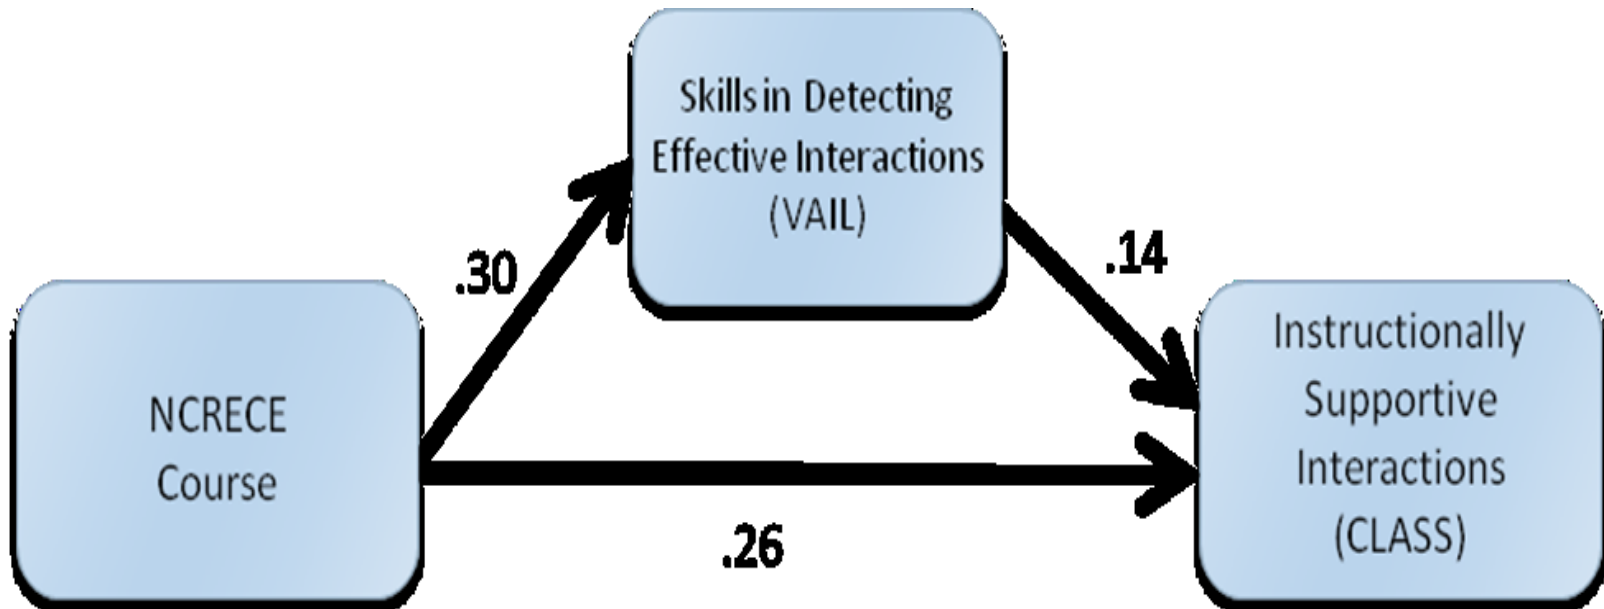 Skills in Detecting
Effective Interactions
(VAIL)
.30
.14
NCRECE
Course
Instructionally
Supportive
Interactions
(CLASS)
.26